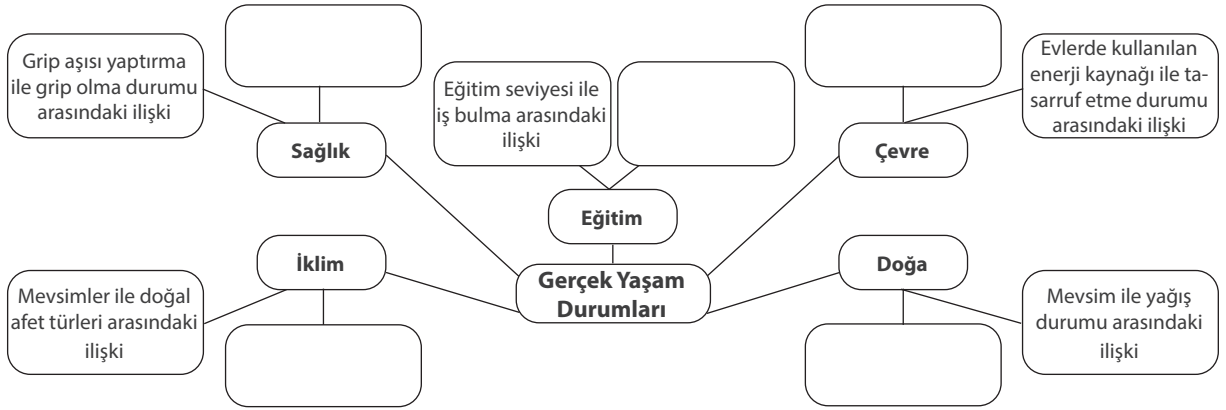 Grip aşısı yaptırma
ile grip olma durumu
arasındaki ilişki
Eğitim seviyesi ile
iş bulma arasındaki
ilişki
Evlerde kullanılan
enerji kaynağı ile ta-
sarruf etme durumu
arasındaki ilişki
Sağlık
Çevre
Eğitim
İklim
Doğa
Gerçek Yaşam
Durumları
Mevsimler ile doğal
afet türleri arasındaki
ilişki
Mevsim ile yağış
durumu arasındaki
ilişki